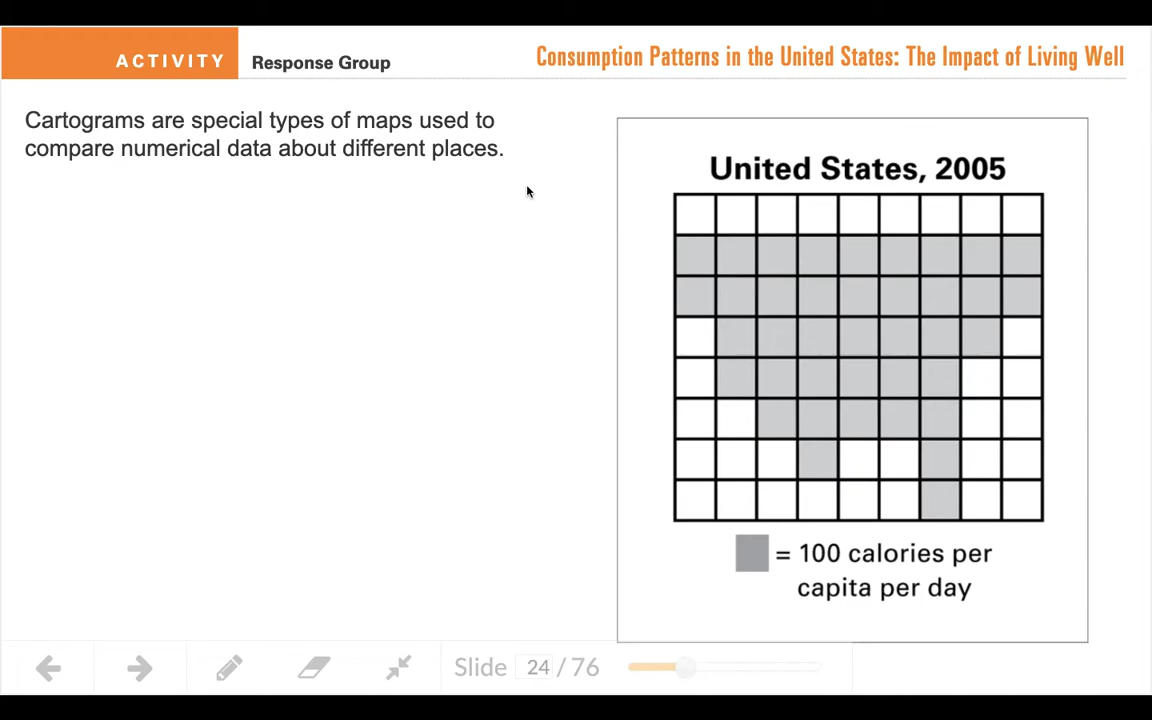 ACTIVITY
Response Group
Consumption Patterns in the United States: The Impact of Living Well
Cartograms are special types of maps used to
compare numerical data about different places.
United States, 2005
= 100 calories per
capita per day
Slide 24 / 76